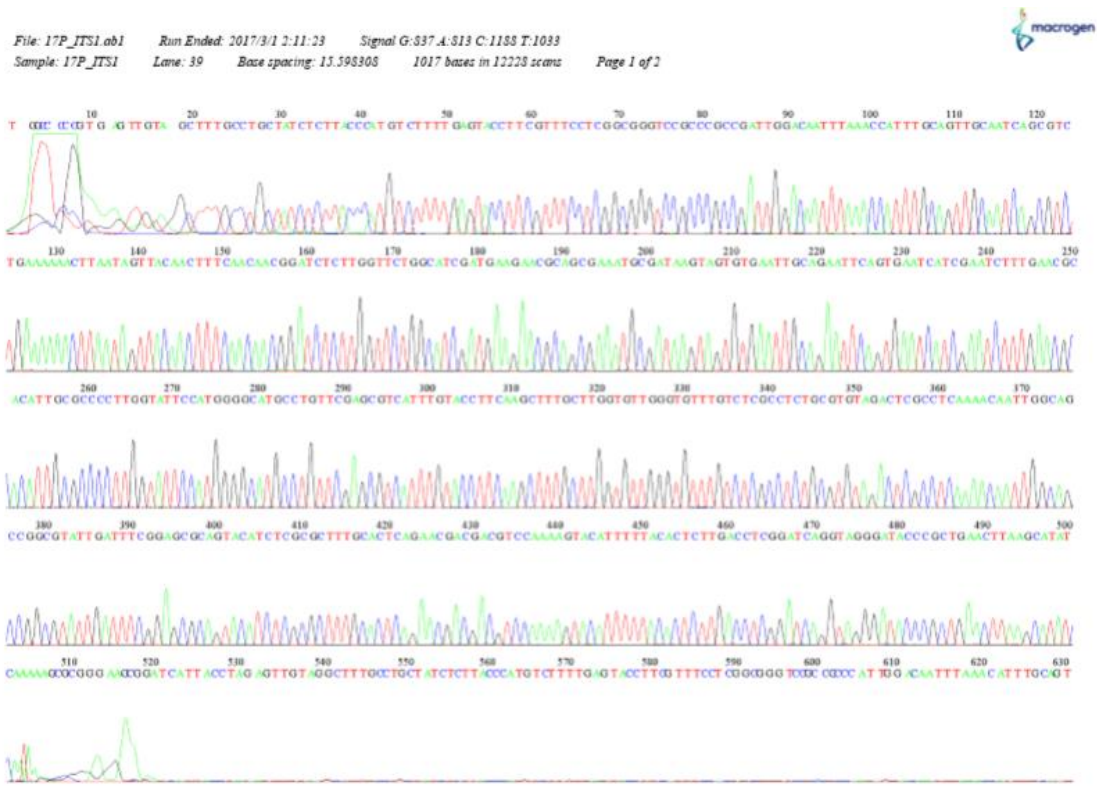 macrogen
File: 17P_ITS1.ab1 Run Ended: 2017/3/1 2:11:23 Signal G:837 A:813 C:1188 T:1033
Sample: 17P_ITS1 Lane: 39 Base spacing: 15.598308 1017 bases in 12228 scans Page 1 of 2
10 20 30 40 50 60 70 80 90 100 110 120
GTTGTA GCTTTGCCTGCTATCTCTTACCCATGTCTTTTGAGTACCTTCGTTTCCTCGGCGGGTCCGCCCGCCGATTGGACAATTTAAACCATTTGCAGTTGCAATCAGCGTC
130 140 150 160 170 180 190 200 210 220 230 240 250
TGAAAAAACTTAATAGTTACAACTTTCAACAACGGATCTCTTGGTTCTGGCATCGATGAAGAACGCAGCGAAATGCGATAAGTAGTGTGAATTGCAGAATTCAGTGAATCATCGAATCTTTGAACGC
260 270 280 290 300 310 320 330 340 350 360 370
ACATTGCGCCCCTTGGTATTCCATGGGGCATGCCTGTTCGAGCGTCATTTGTACCTTCAAGCTTTGCTTGGTGTTGGGTGTTTGTCTCGCCTCTGCGTGTAGACTCGCCTCAAAACAATTGGCAG
380 390 400 410 420 430 440 450 460 470 480 490 500
CCGGCGTATTGATTTCGGAGCGCAGTACATCTCGCGCTTTGCACTCAGAACGACGACGTCCAAAAGTACATTTTTACACTCTTGACCTCGGATCAGGTAGGGATACCCGCTGAACTTAAGCATAT
510 520 530 540 550 560 570 580 590 600 610 620 630
GGATCATTACCTAGAGTTGTAGGCTTTGCCTGCTATCTCTTACCCATGTCTTTTGAGTACCTTCGTTTCCTCGGCGGG ATTGGACAATTTAAACATTTGCAGT